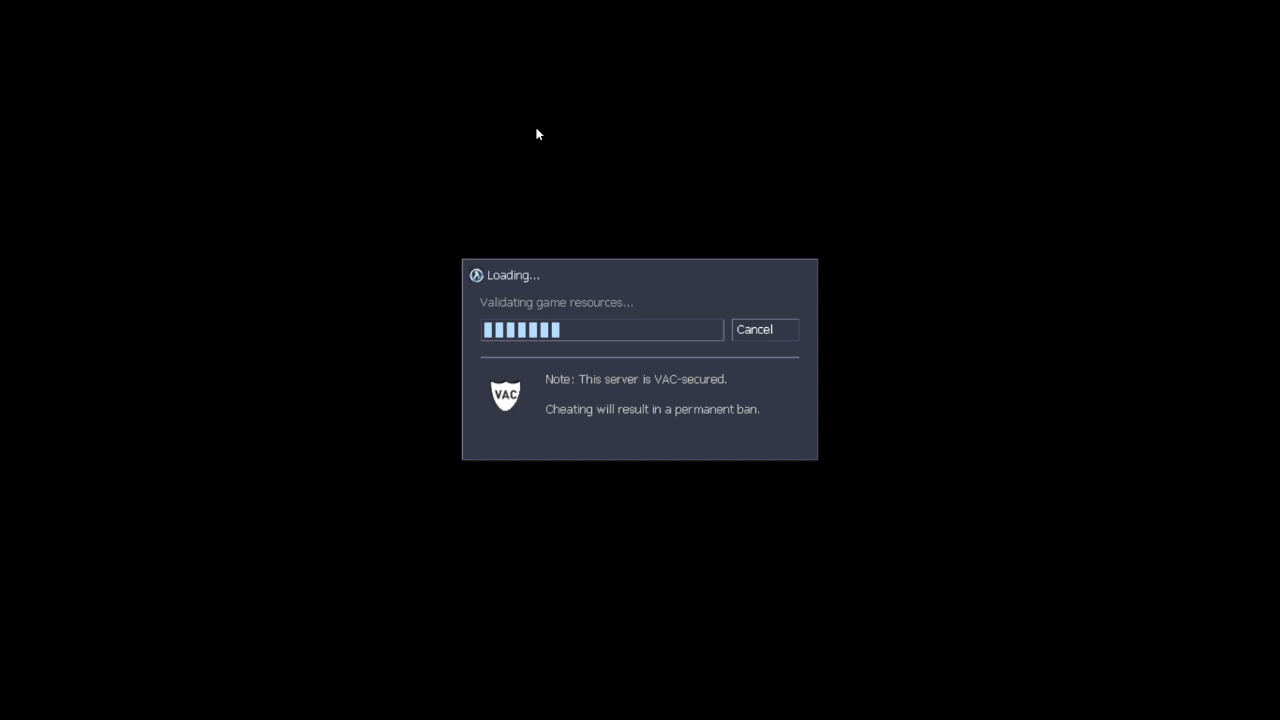 Loading...
Validating game resources...
Cancel
VAC
Note: This server is VAC-secured.
Cheating will result in a permanent ban.